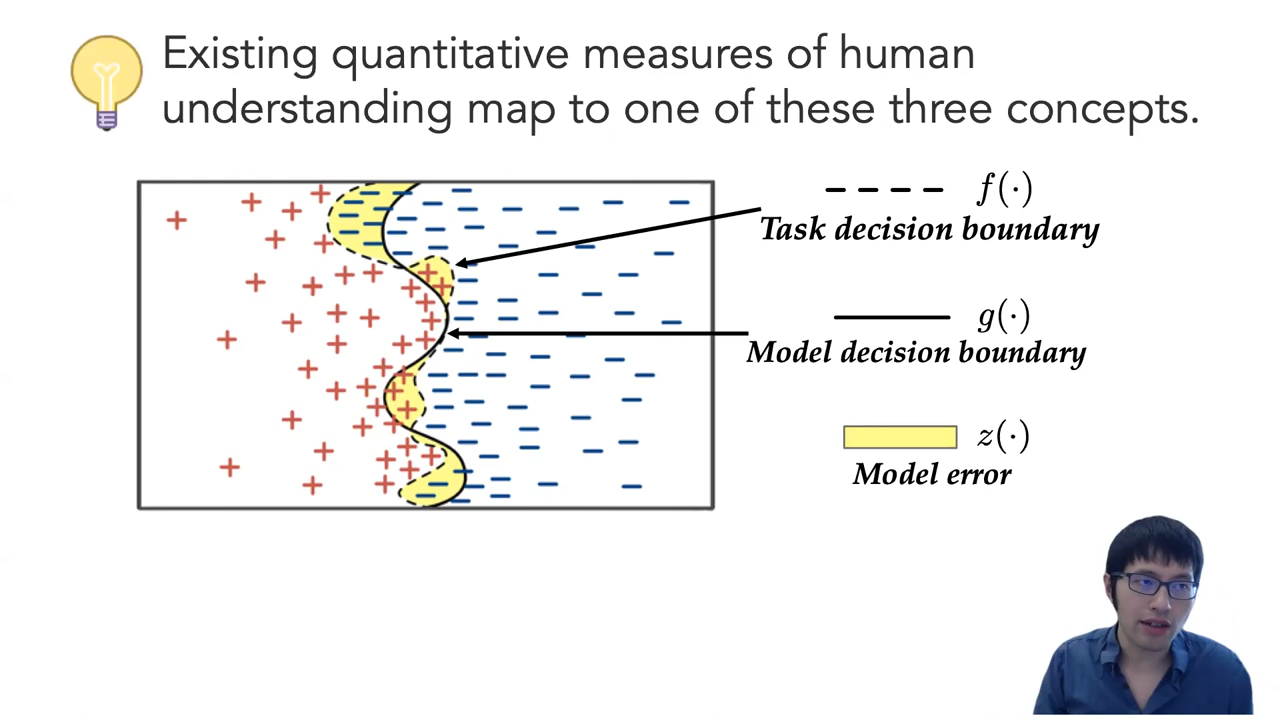 Existing quantitative measures of human
understanding map to one of these three concepts.
f(·)
Task decision boundary
g(·)
Model decision boundary
z(·)
Model error